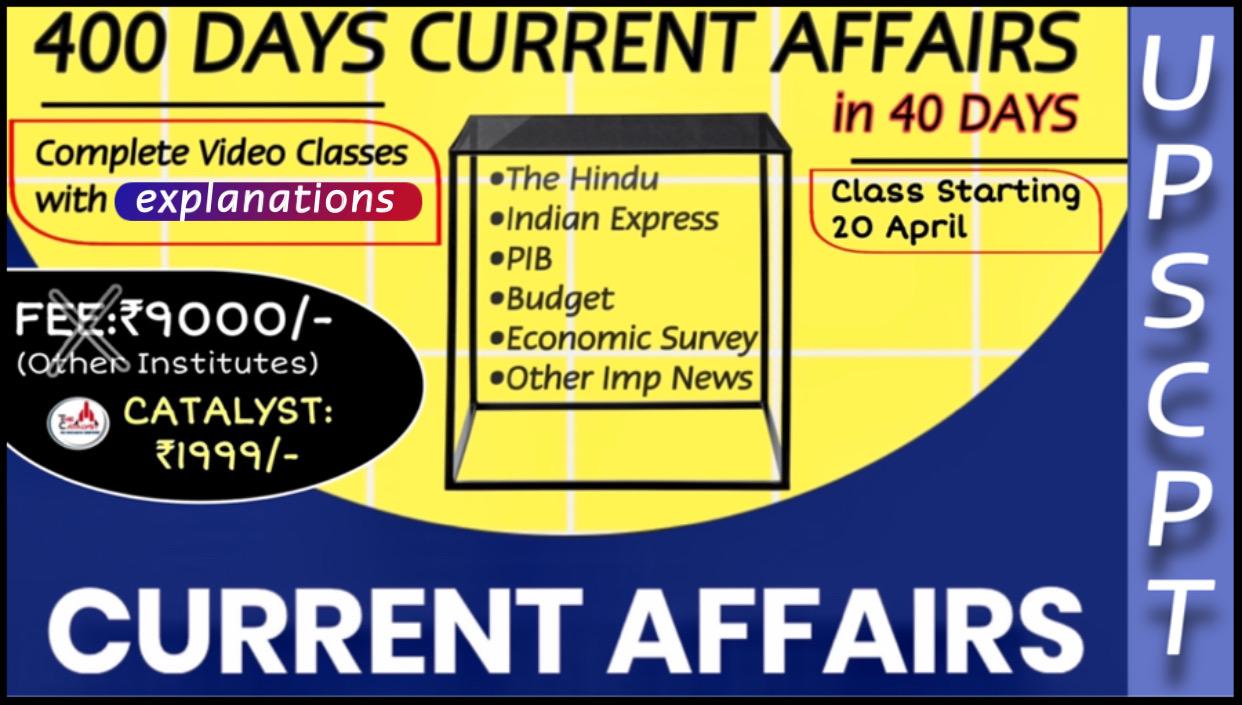 400 DAYS CURRENT AFFAIRS
in 40 DAYS
Complete Video Classes
with explanations
•The Hindu
•Indian Express
•PIB
•Budget
•Economic Survey
•Other Imp News
Class Starting
20 April
FEE:₹9000/-
(Other Institutes)
CATALYST:
₹1999/-
CURRENT AFFAIRS
UPSCPT